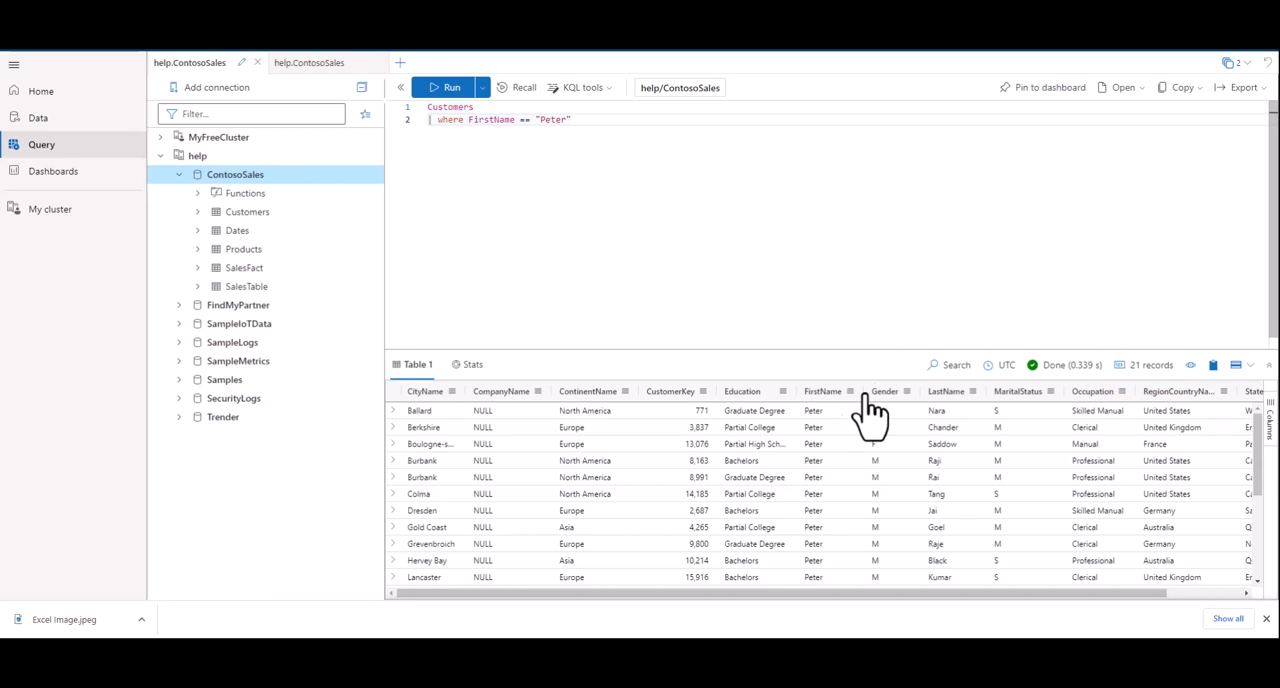 help.ContosoSales
help.ContosoSales
2
Home
Data
Query
Dashboards
My cluster
Add connection
Filter...
MyFreeCluster
help
ContosoSales
Functions
Customers
Dates
Products
SalesFact
SalesTable
FindMyPartner
SampleIoTData
SampleLogs
SampleMetrics
Samples
SecurityLogs
Trender
Run Recall KQL tools help/ContosoSales Pin to dashboard Open Copy Export
1 Customers
2 | where FirstName == "Peter"
Table 1 Stats Search UTC Done (0.339 s) 21 records
CityName CompanyName ContinentName CustomerKey Education FirstName Gender LastName MaritalStatus Occupation RegionCountryNa... State
Ballard NULL North America 771 Graduate Degree Peter Nara S Skilled Manual United States W
Berkshire NULL Europe 3,837 Partial College Peter Chander M Clerical United Kingdom En
Boulogne-s... NULL Europe 13,076 Partial High Sch... Peter F Saddow M Manual France Pa
Burbank NULL North America 8,163 Bachelors Peter M Raji M Professional United States Ca
Burbank NULL North America 8,991 Graduate Degree Peter M Rai M Professional United States Ca
Colma NULL North America 14,185 Partial College Peter M Tang S Professional United States Ca
Dresden NULL Europe 2,687 Bachelors Peter M Jai M Skilled Manual Germany Sa
Gold Coast NULL Asia 4,265 Partial College Peter M Goel M Clerical Australia Q
Grevenbroich NULL Europe 9,800 Graduate Degree Peter M Raje M Clerical Germany N
Hervey Bay NULL Asia 10,214 Bachelors Peter M Black S Professional Australia Q
Lancaster NULL Europe 15,916 Partial College Peter M Kumar S Clerical United Kingdom En
Columns
Excel Image.jpeg
Show all